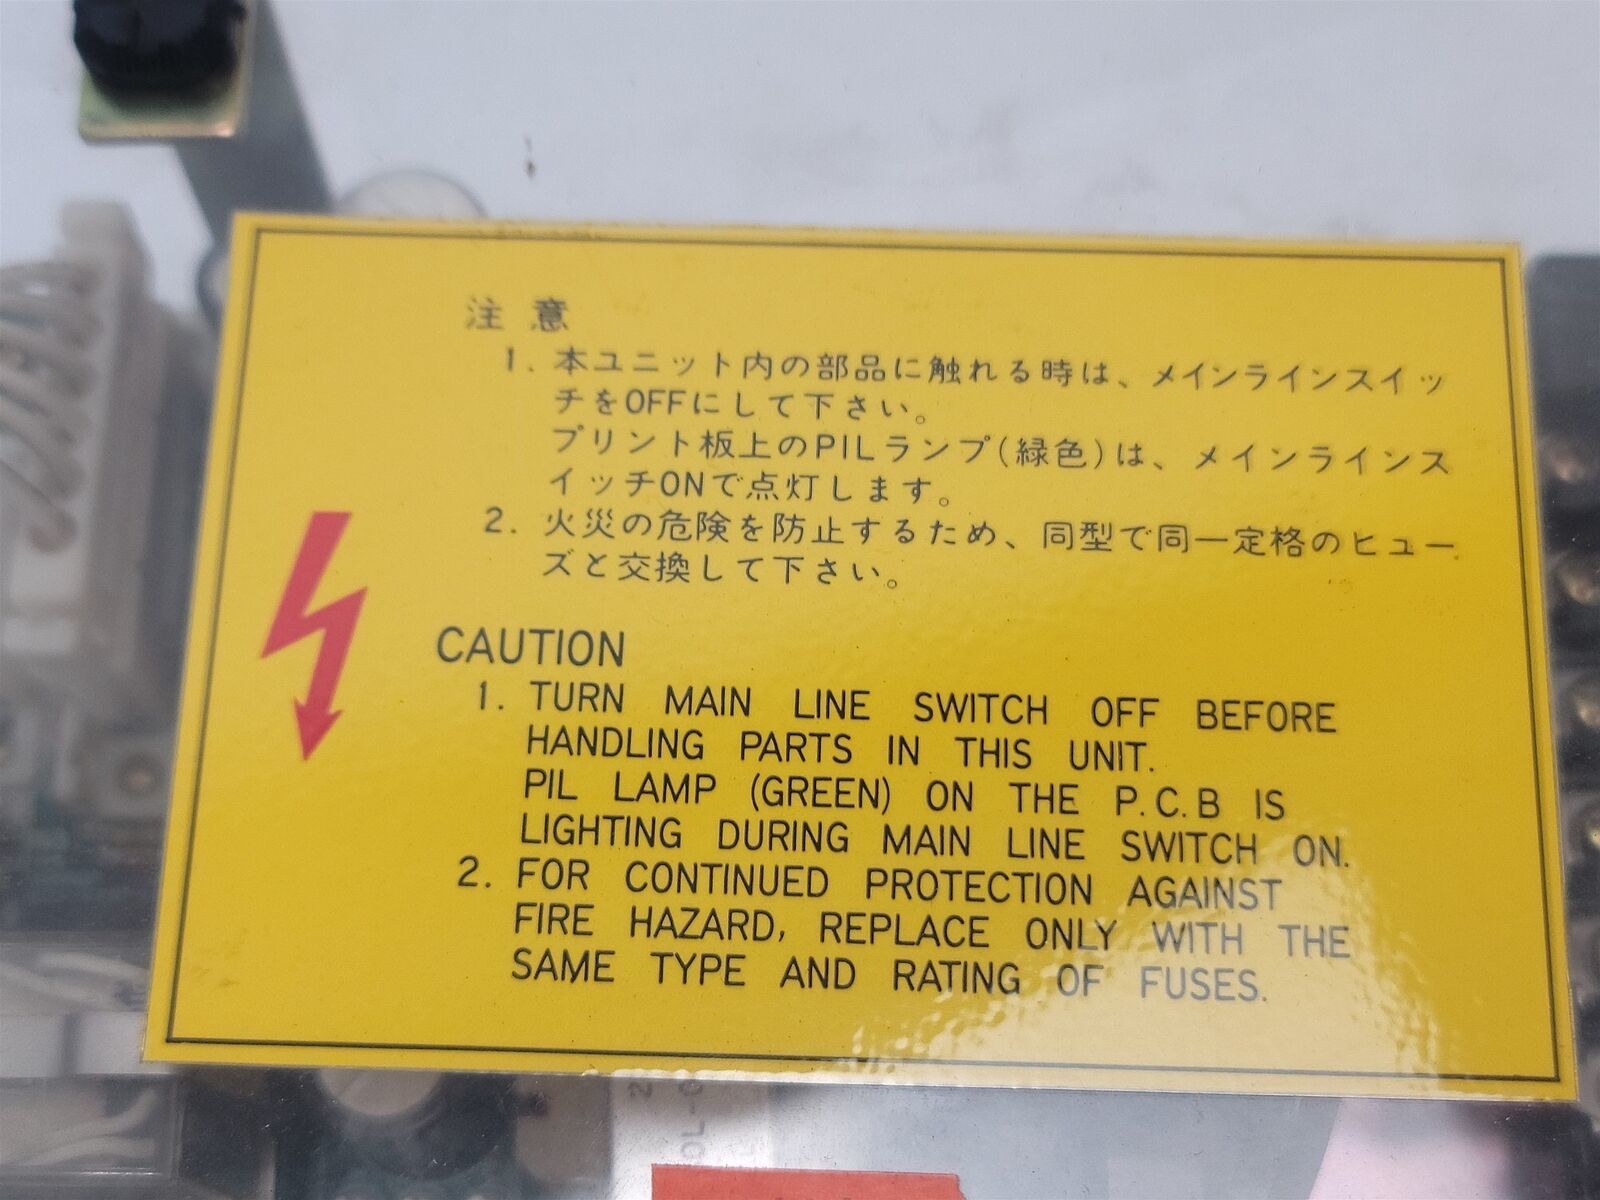 注意
1. 本ユニット内の部品に触れる時は、メインラインスイッ
チをOFFにして下さい。
プリント板上のPILランプ(緑色)は、メインラインス
イッチONで点灯します。
2. 火災の危険を防止するため、同型で同一定格のヒュー
ズと交換して下さい。
CAUTION
1. TURN MAIN LINE SWITCH OFF BEFORE
HANDLING PARTS IN THIS UNIT.
PIL LAMP (GREEN) ON THE P.C.B IS
LIGHTING DURING MAIN LINE SWITCH ON.
2. FOR CONTINUED PROTECTION AGAINST
FIRE HAZARD, REPLACE ONLY WITH THE
SAME TYPE AND RATING OF FUSES.